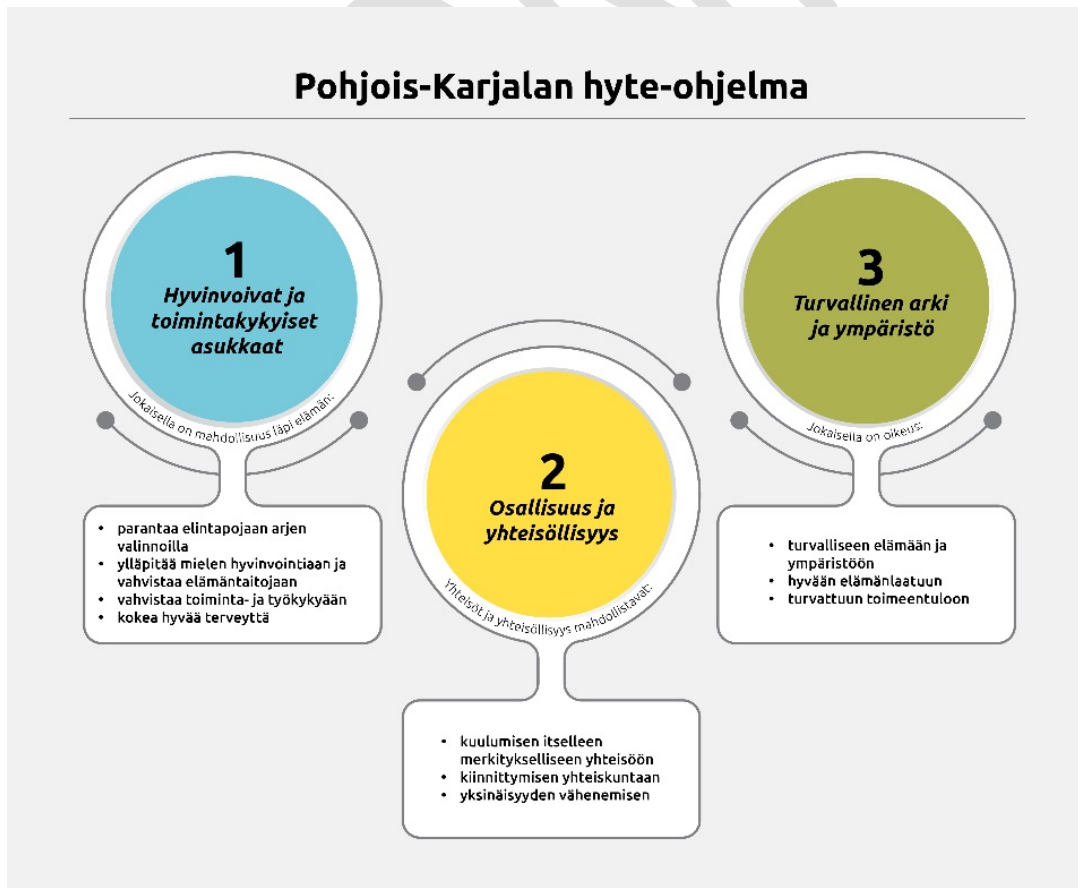 Pohjois-Karjalan hyte-ohjelma
1
Hyvinvoivat ja
toimintakykyiset
asukkaat
Jokaisella on mahdollisuus läpi elämän:
• parantaa elintapojaan arjen
valinnoilla
• ylläpitää mielen hyvinvointiaan ja
vahvistaa elämäntaitojaan
• vahvistaa toiminta- ja työkykyään
• kokea hyvää terveyttä
2
Osallisuus ja
yhteisöllisyys
Yhteisöt ja yhteisöllisyys mahdollistavat:
• kuulumisen itselleen
merkitykselliseen yhteisöön
• kiinnittymisen yhteiskuntaan
• yksinäisyyden vähenemisen
3
Turvallinen arki
ja ympäristö
Jokaisella on oikeus:
• turvalliseen elämään ja
ympäristöön
• hyvään elämänlaatuun
• turvattuun toimeentuloon